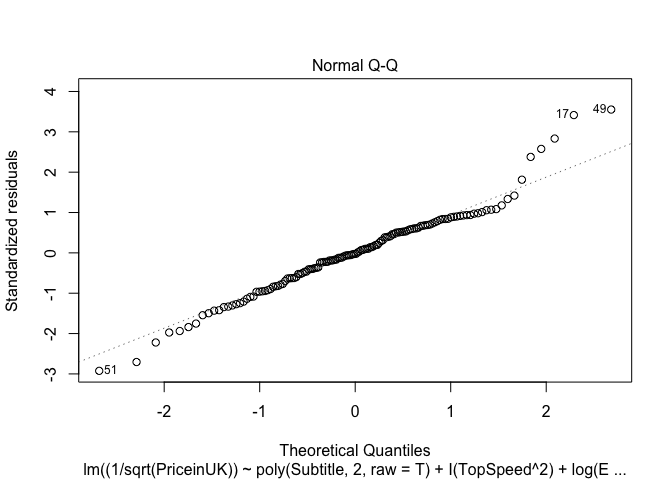 Normal Q-Q
Standardized residuals
4
3
2
1
0
-1
-2
-3
17
49
51
-2 -1 0 1 2
Theoretical Quantiles
lm((1/sqrt(PriceinUK)) ~ poly(Subtitle, 2, raw = T) + I(TopSpeed^2) + log(E ...